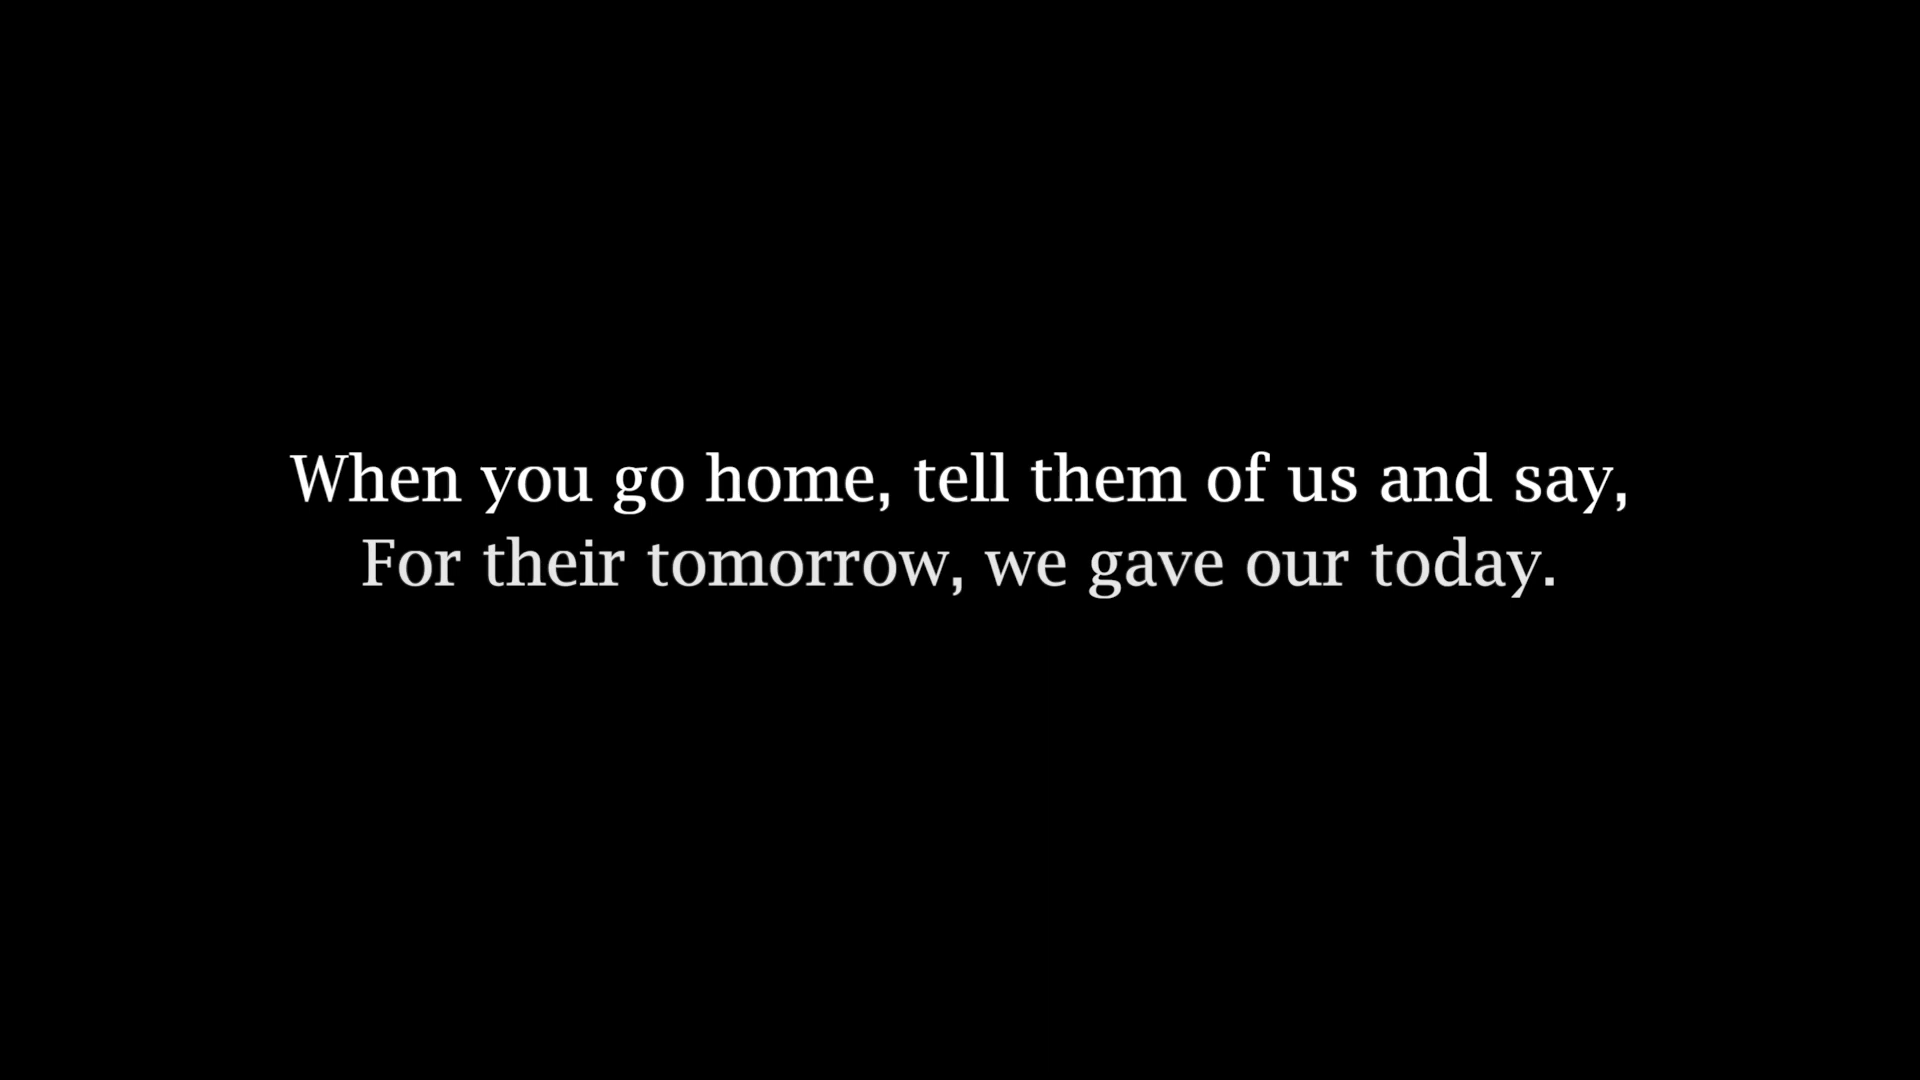 When you go home, tell them of us and say,
For their tomorrow, we gave our today.